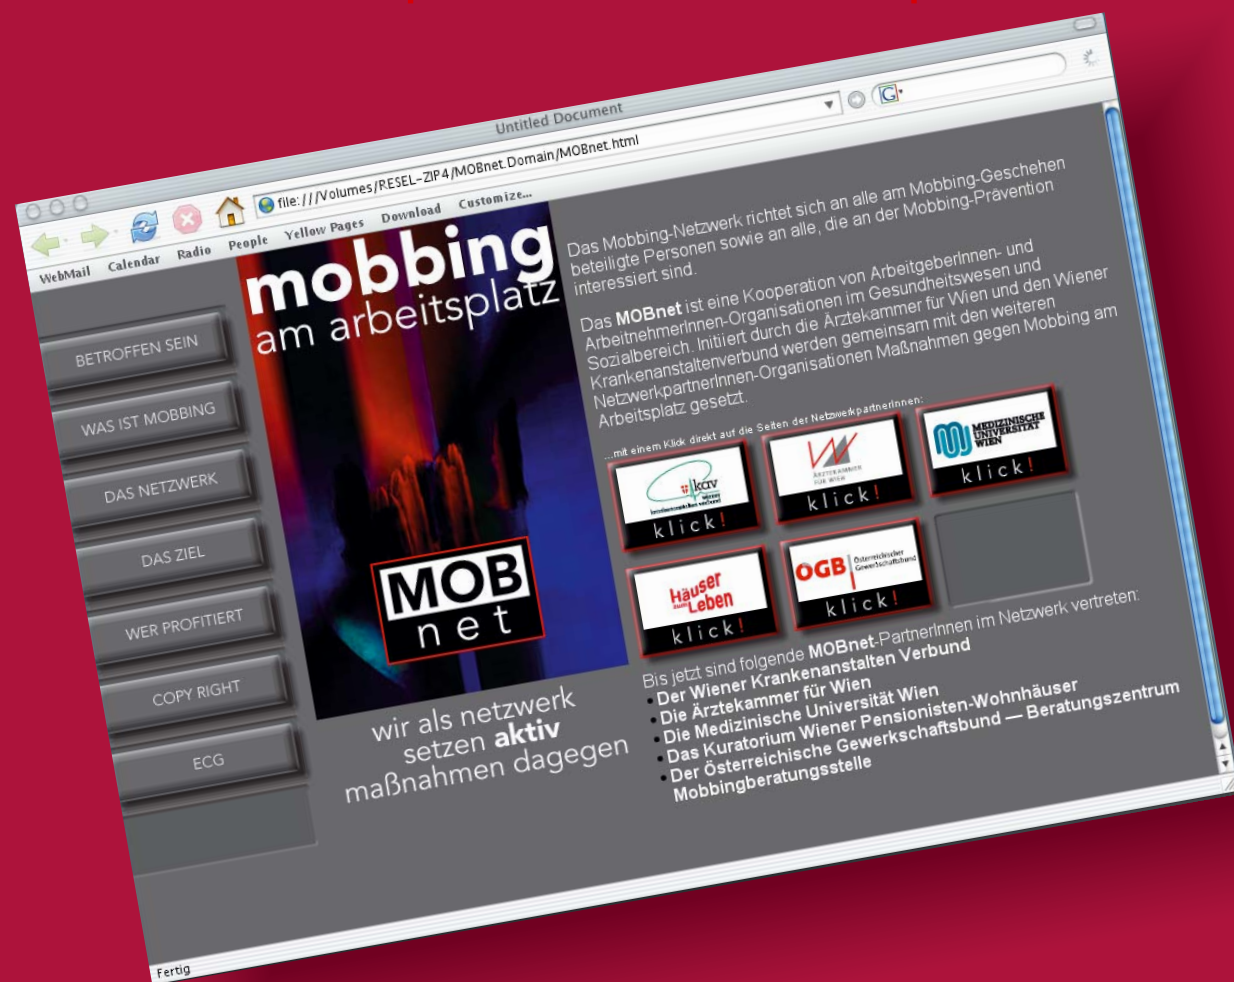 Untitled Document
file:///Volumes/RESEL-ZIP4/MOBnet.Domain/MOBnet.html
G
WebMail Calendar Radio People Yellow Pages Download Customize...
BETROFFEN SEIN
WAS IST MOBBING
DAS NETZWERK
DAS ZIEL
WER PROFITIERT
COPY RIGHT
ECG
mobbing
am arbeitsplatz
MOB
net
wir als netzwerk
setzen aktiv
maßnahmen dagegen
Das Mobbing-Netzwerk richtet sich an alle am Mobbing-Geschehen
beteiligte Personen sowie an alle, die an der Mobbing-Prävention
interessiert sind.
Das MOBnet ist eine Kooperation von ArbeitgeberInnen- und
ArbeitnehmerInnen-Organisationen im Gesundheitswesen und
Sozialbereich. Initiiert durch die Ärztekammer für Wien und den Wiener
Krankenanstaltenverbund werden gemeinsam mit den weiteren
NetzwerkpartnerInnen-Organisationen Maßnahmen gegen Mobbing am
Arbeitsplatz gesetzt.
...mit einem Klick direkt auf die Seiten der NetzwerkpartnerInnen:
kav
klick!
ÄRZTEKAMMER
FÜR WIEN
klick!
MEDIZINISCHE
UNIVERSITÄT
WIEN
klick!
Häuser
zum Leben
klick!
ÖGB Österreichischer
Gewerkschaftsbund
klick!
Bis jetzt sind folgende MOBnet-PartnerInnen im Netzwerk vertreten:
• Der Wiener Krankenanstalten Verbund
• Die Ärztekammer für Wien
• Die Medizinische Universität Wien
• Das Kuratorium Wiener Pensionisten-Wohnhäuser
• Der Österreichische Gewerkschaftsbund — Beratungszentrum
Mobbingberatungsstelle
Fertig